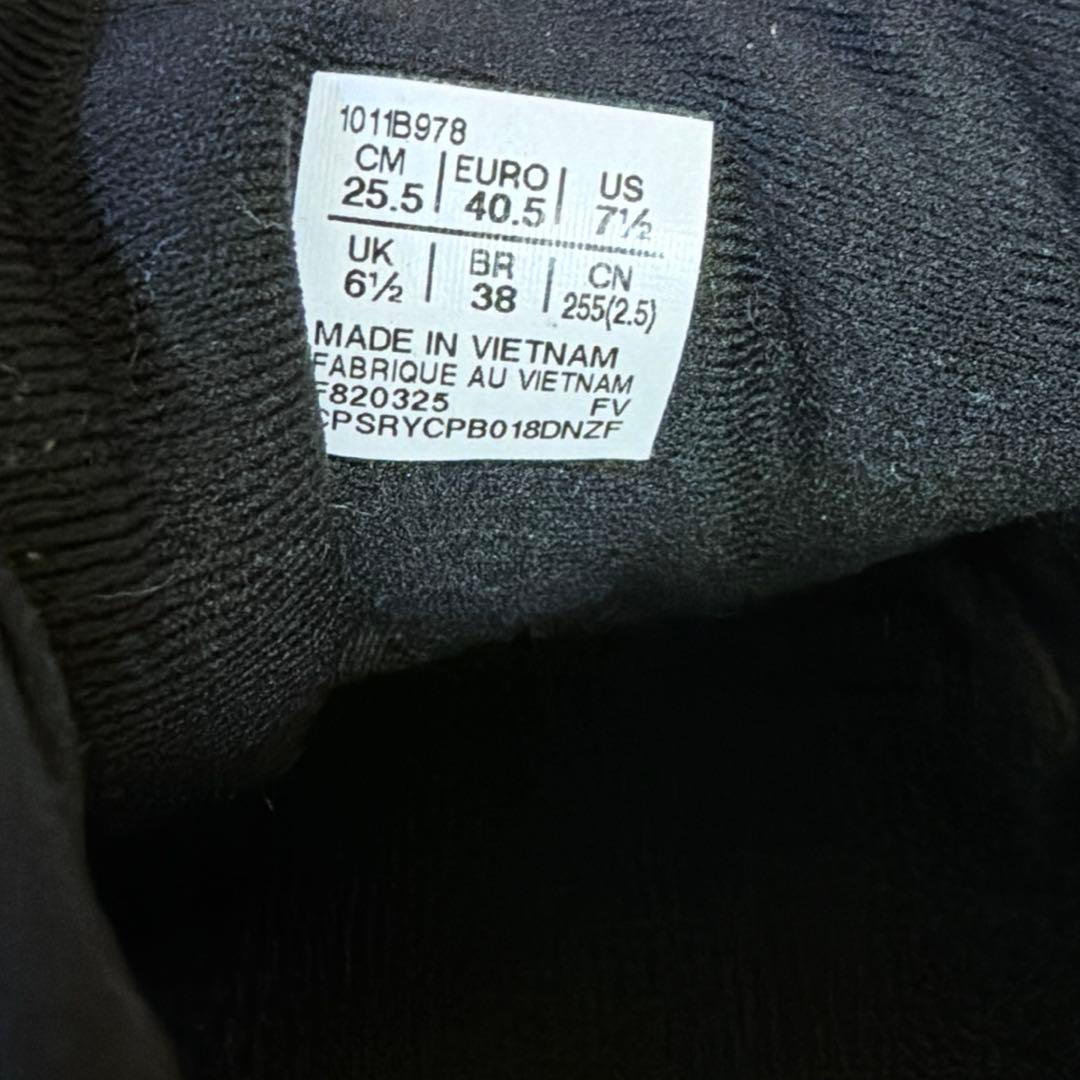 1011B978
CM | EURO | US
25.5 | 40.5 | 7½
UK | BR | CN
6½ | 38 | 255(2.5)
MADE IN VIETNAM
FABRIQUE AU VIETNAM
F820325 FV
CPSRYCPB018DNZF